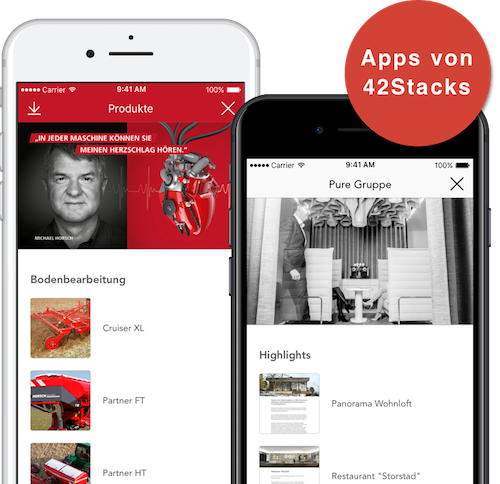 Apps von
42Stacks
Carrier
9:41 AM
100%
Produkte
„IN JEDER MASCHINE KÖNNEN SIE
MEINEN HERZSCHLAG HÖREN.“
MICHAEL HORSCH
Bodenbearbeitung
Cruiser XL
HORSCH
Partner FT
Partner HT
Carrier
9:41 AM
100%
Pure Gruppe
Highlights
Panorama Wohnloft
Restaurant "Storstad"